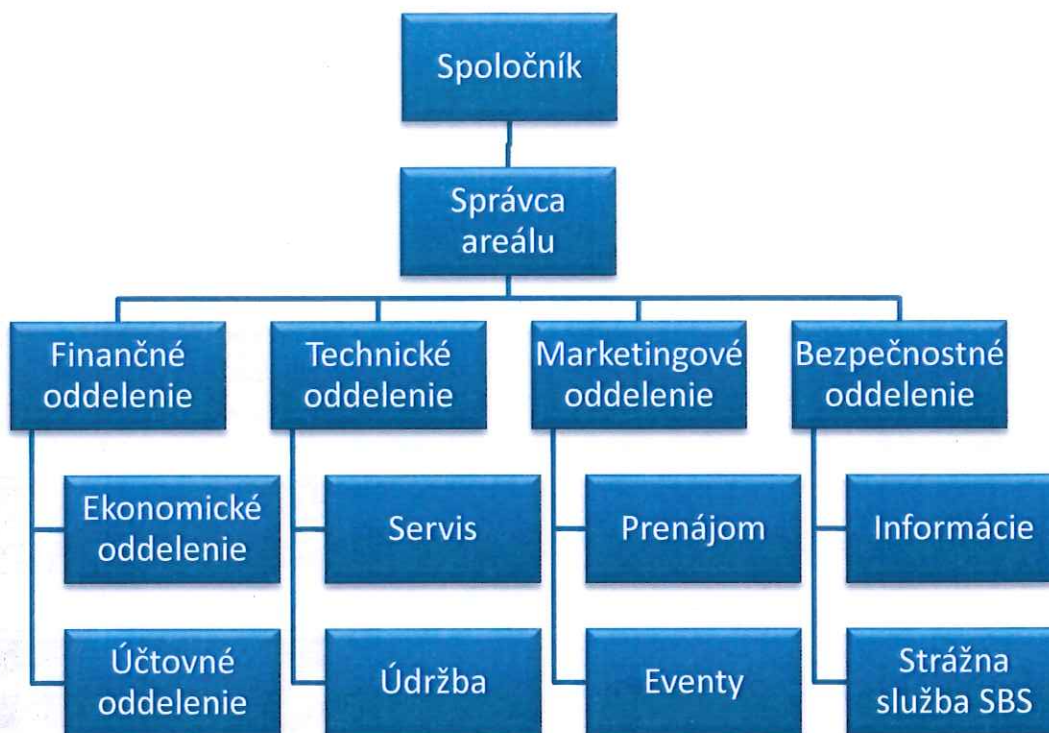 Spoločník
Správca
areálu
Finančné
oddelenie
Technické
oddelenie
Marketingové
oddelenie
Bezpečnostné
oddelenie
Ekonomické
oddelenie
Servis
Prenájom
Informácie
Účtovné
oddelenie
Údržba
Eventy
Strážna
služba SBS